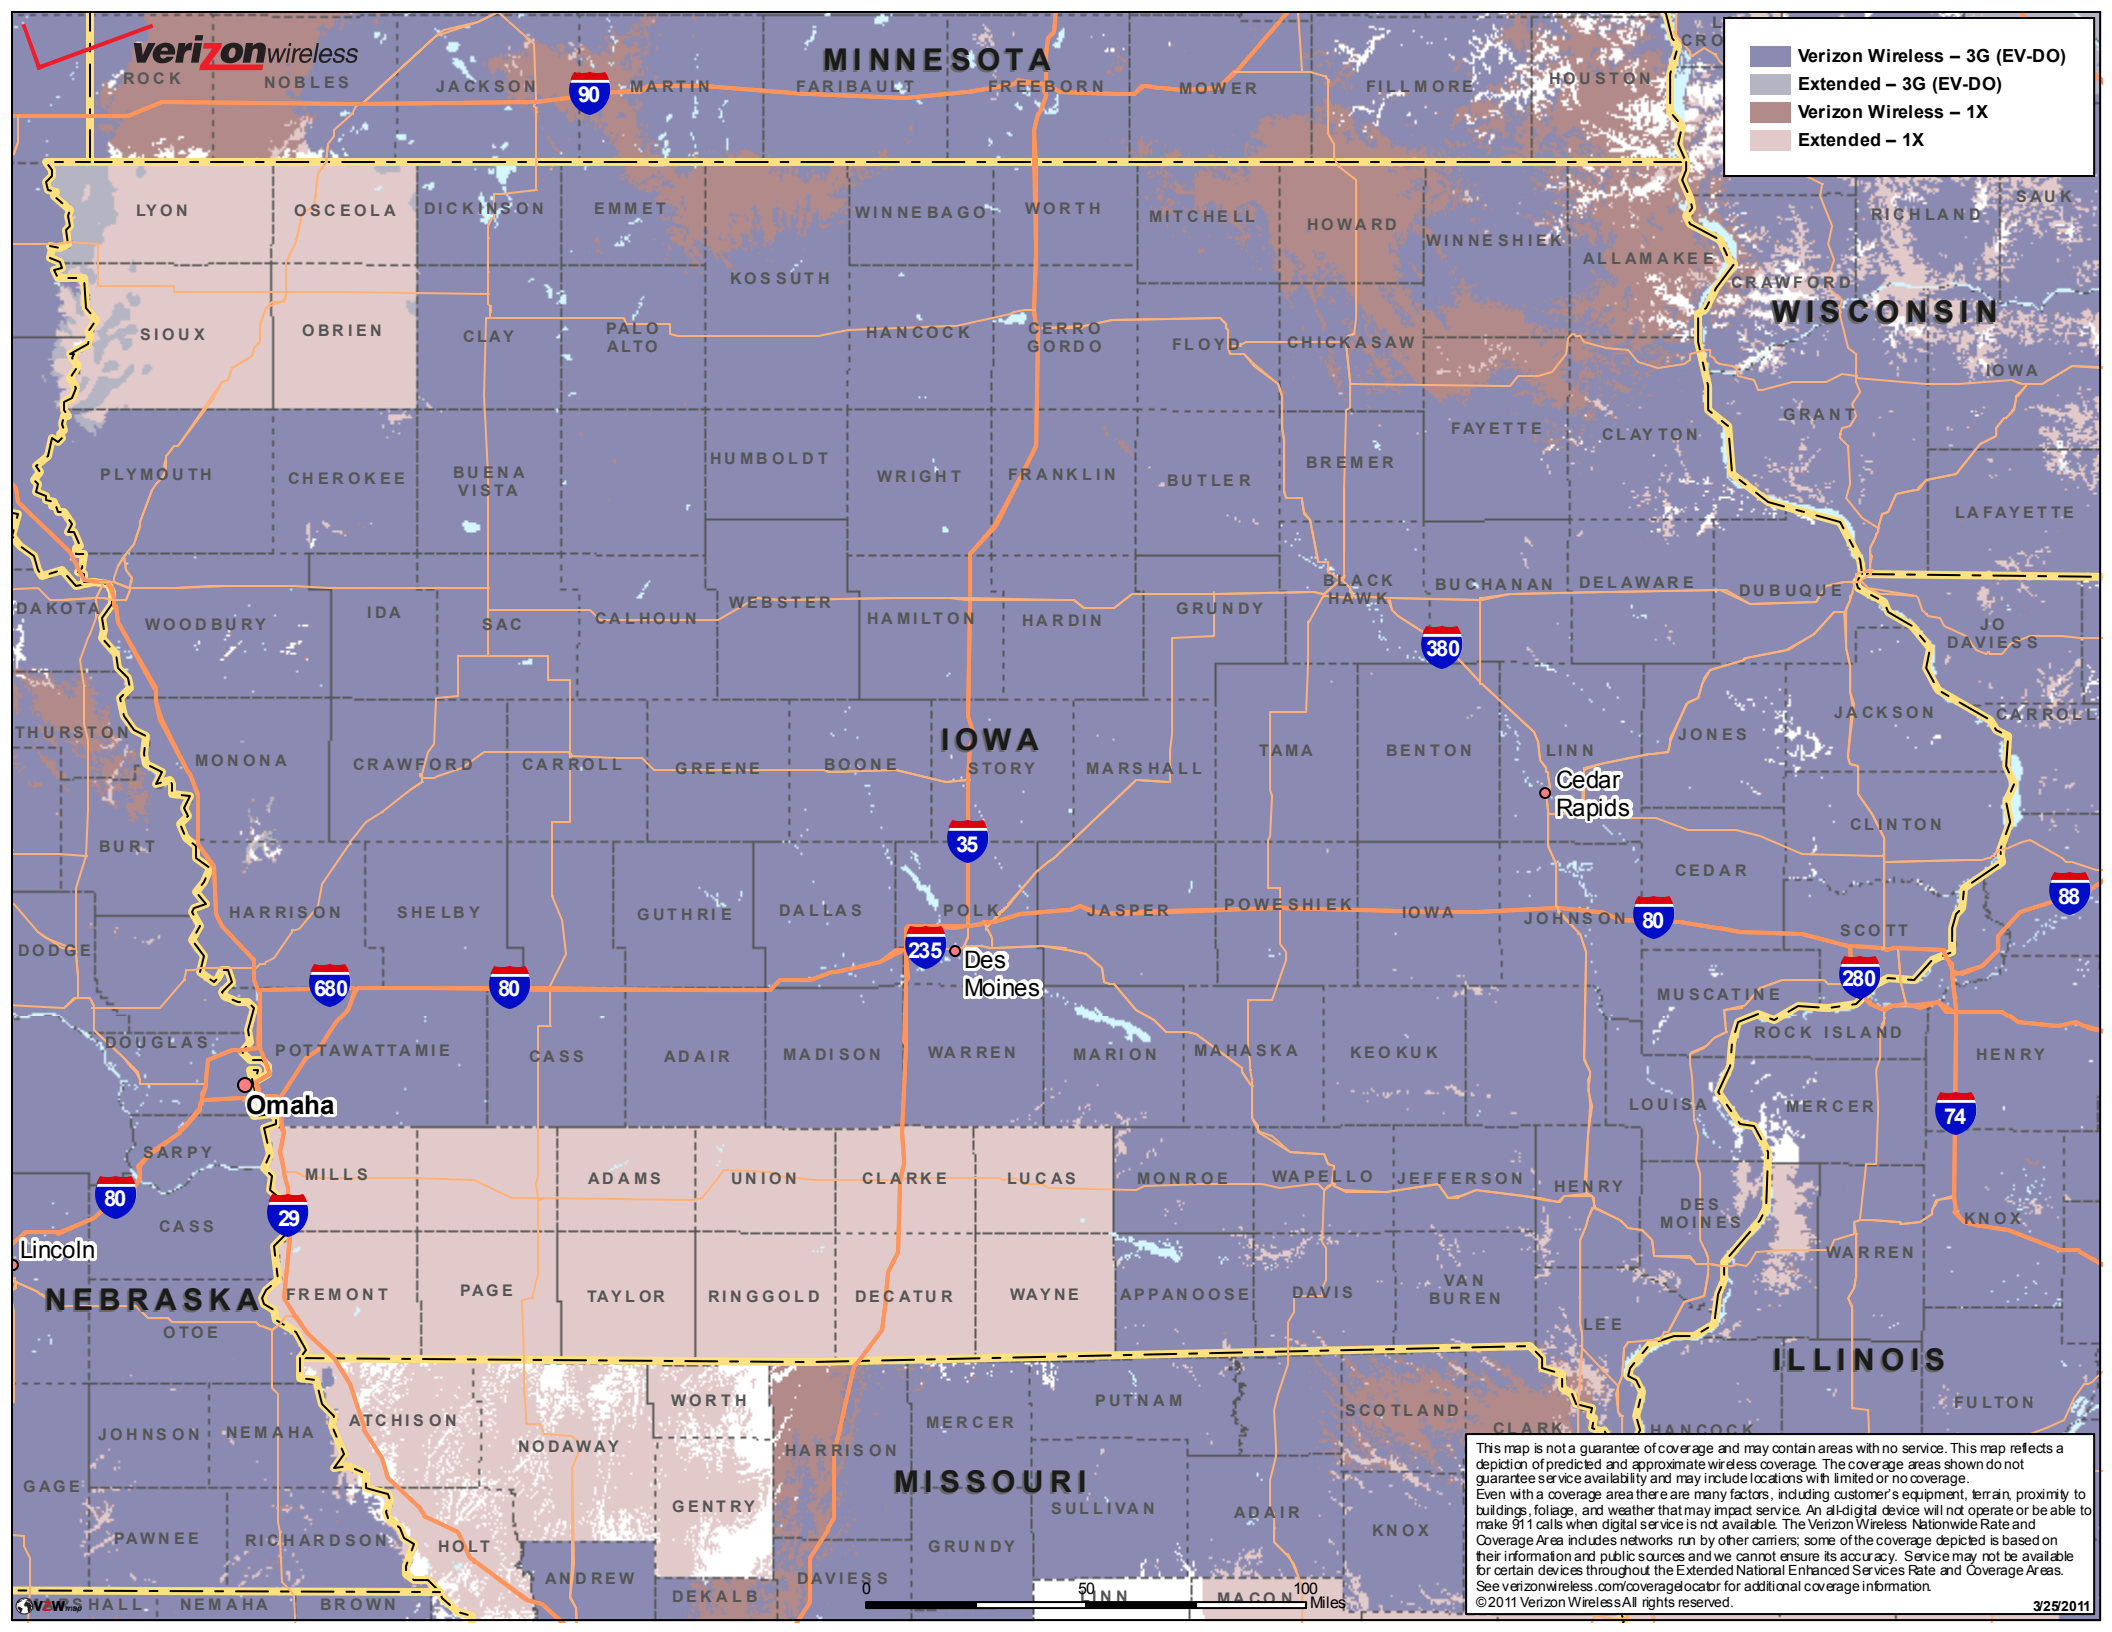 verizonwireless
MINNESOTA
Verizon Wireless – 3G (EV-DO)
Extended – 3G (EV-DO)
Verizon Wireless – 1X
Extended – 1X
CRO
ROCK
NOBLES
JACKSON
90
MARTIN
FARIBAULT
FREEBORN
MOWER
FILLMORE
HOUSTON
LYON
OSCEOLA
DICKINSON
EMMET
WINNEBAGO
WORTH
MITCHELL
HOWARD
WINNESHIEK
ALLAMAKEE
RICHLAND
SAUK
CRAWFORD
WISCONSIN
KOSSUTH
SIOUX
OBRIEN
CLAY
PALO
ALTO
HANCOCK
CERRO
GORDO
FLOYD
CHICKASAW
IOWA
GRANT
FAYETTE
CLAYTON
PLYMOUTH
CHEROKEE
BUENA
VISTA
HUMBOLDT
WRIGHT
FRANKLIN
BUTLER
BREMER
LAFAYETTE
DAKOTA
WOODBURY
IDA
SAC
CALHOUN
WEBSTER
HAMILTON
HARDIN
GRUNDY
BLACK
HAWK
BUCHANAN
DELAWARE
DUBUQUE
JO
DAVIESS
380
THURSTON
MONONA
CRAWFORD
CARROLL
GREENE
BOONE
IOWA
STORY
MARSHALL
TAMA
BENTON
LINN
JONES
JACKSON
CARROLL
Cedar
Rapids
CLINTON
BURT
35
CEDAR
HARRISON
SHELBY
GUTHRIE
DALLAS
POLK
JASPER
POWESHIEK
IOWA
JOHNSON
80
SCOTT
88
DODGE
235
Des
Moines
680
80
280
MUSCATINE
ROCK ISLAND
HENRY
DOUGLAS
POTTAWATTAMIE
CASS
ADAIR
MADISON
WARREN
MARION
MAHASKA
KEOKUK
Omaha
LOUISA
MERCER
74
SARPY
MILLS
ADAMS
UNION
CLARKE
LUCAS
MONROE
WAPELLO
JEFFERSON
HENRY
DES
MOINES
80
29
CASS
KNOX
Lincoln
WARREN
NEBRASKA
FREMONT
PAGE
TAYLOR
RINGGOLD
DECATUR
WAYNE
APPANOOSE
DAVIS
VAN
BUREN
OTOE
LEE
ILLINOIS
JOHNSON
NEMAHA
ATCHISON
NODAWAY
WORTH
MERCER
PUTNAM
SCOTLAND
CLARK
HANCOCK
FULTON
HARRISON
MISSOURI
GAGE
GENTRY
SULLIVAN
ADAIR
KNOX
PAWNEE
RICHARDSON
HOLT
GRUNDY
ANDREW
DEKALB
DAVIESS
LINN
MACON
VZWmap
SHALL
NEMAHA
BROWN
0 50 100
Miles
This map is not a guarantee of coverage and may contain areas with no service. This map reflects a
depiction of predicted and approximate wireless coverage. The coverage areas shown do not
guarantee service availability and may include locations with limited or no coverage.
Even with a coverage area there are many factors, including customer's equipment, terrain, proximity to
buildings, foliage, and weather that may impact service. An all-digital device will not operate or be able to
make 911 calls when digital service is not available. The Verizon Wireless Nationwide Rate and
Coverage Area includes networks run by other carriers; some of the coverage depicted is based on
their information and public sources and we cannot ensure its accuracy. Service may not be available
for certain devices throughout the Extended National Enhanced Services Rate and Coverage Areas.
See verizonwireless.com/coveragelocator for additional coverage information.
© 2011 Verizon Wireless All rights reserved.
3/25/2011